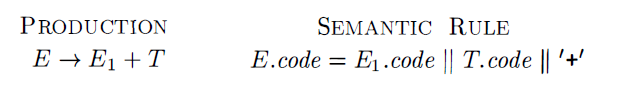 PRODUCTION SEMANTIC RULE
E → E₁ + T E.code = E₁.code || T.code || '+'